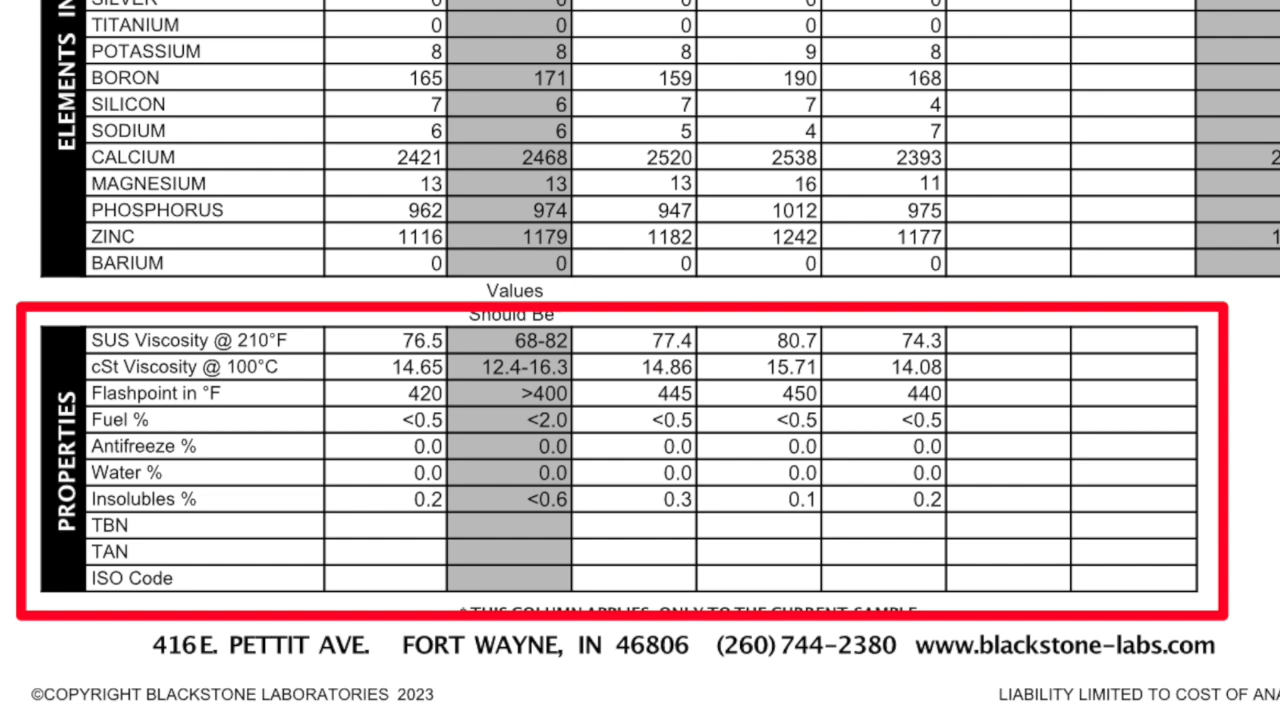 ELEMENTS IN
SILVER 0 0 0 0 0
TITANIUM 0 0 0 0 0
POTASSIUM 8 8 8 9 8
BORON 165 171 159 190 168
SILICON 7 6 7 7 4
SODIUM 6 6 5 4 7
CALCIUM 2421 2468 2520 2538 2393 2
MAGNESIUM 13 13 13 16 11
PHOSPHORUS 962 974 947 1012 975
ZINC 1116 1179 1182 1242 1177 1
BARIUM 0 0 0 0 0
Values
Should Be
PROPERTIES
SUS Viscosity @ 210°F 76.5 68-82 77.4 80.7 74.3
cSt Viscosity @ 100°C 14.65 12.4-16.3 14.86 15.71 14.08
Flashpoint in °F 420 >400 445 450 440
Fuel % <0.5 <2.0 <0.5 <0.5 <0.5
Antifreeze % 0.0 0.0 0.0 0.0 0.0
Water % 0.0 0.0 0.0 0.0 0.0
Insolubles % 0.2 <0.6 0.3 0.1 0.2
TBN
TAN
ISO Code
* THIS COLUMN APPLIES ONLY TO THE CURRENT SAMPLE
416 E. PETTIT AVE. FORT WAYNE, IN 46806 (260) 744-2380 www.blackstone-labs.com
©COPYRIGHT BLACKSTONE LABORATORIES 2023
LIABILITY LIMITED TO COST OF ANA